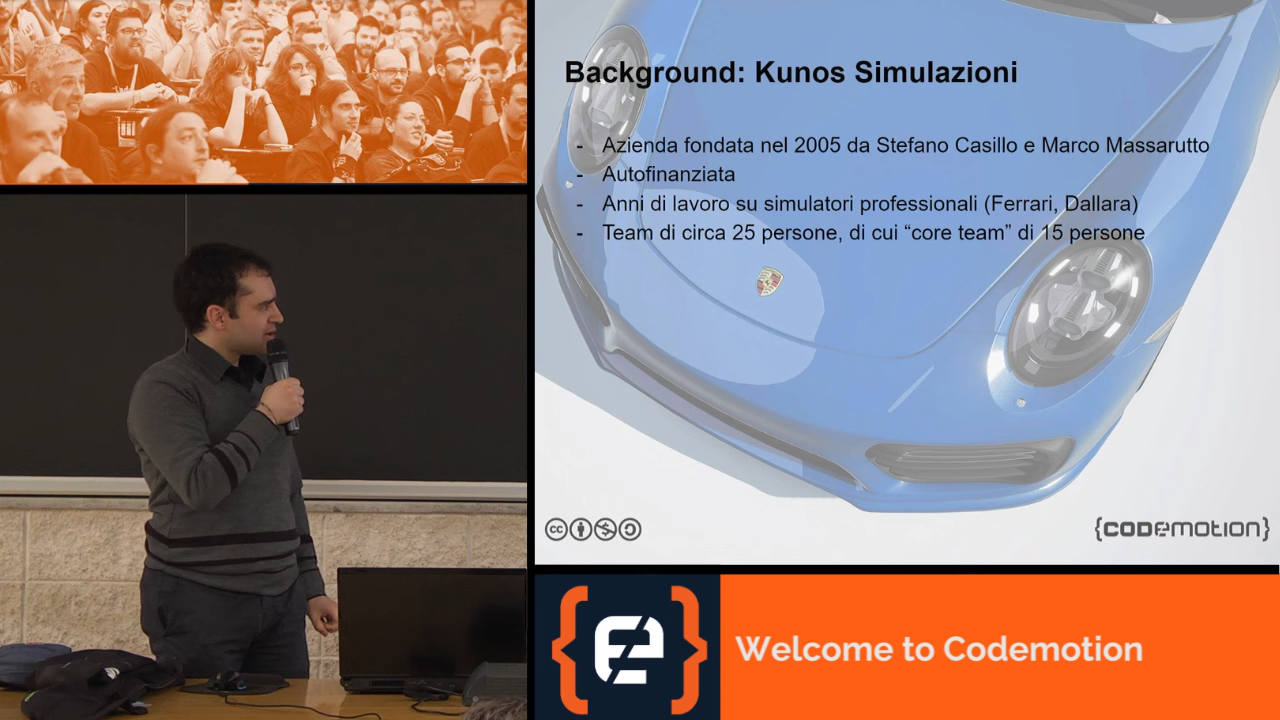 Background: Kunos Simulazioni
- Azienda fondata nel 2005 da Stefano Casillo e Marco Massarutto
- Autofinanziata
- Anni di lavoro su simulatori professionali (Ferrari, Dallara)
- Team di circa 25 persone, di cui “core team” di 15 persone
cc
{CODEMOTION}
Welcome to Codemotion